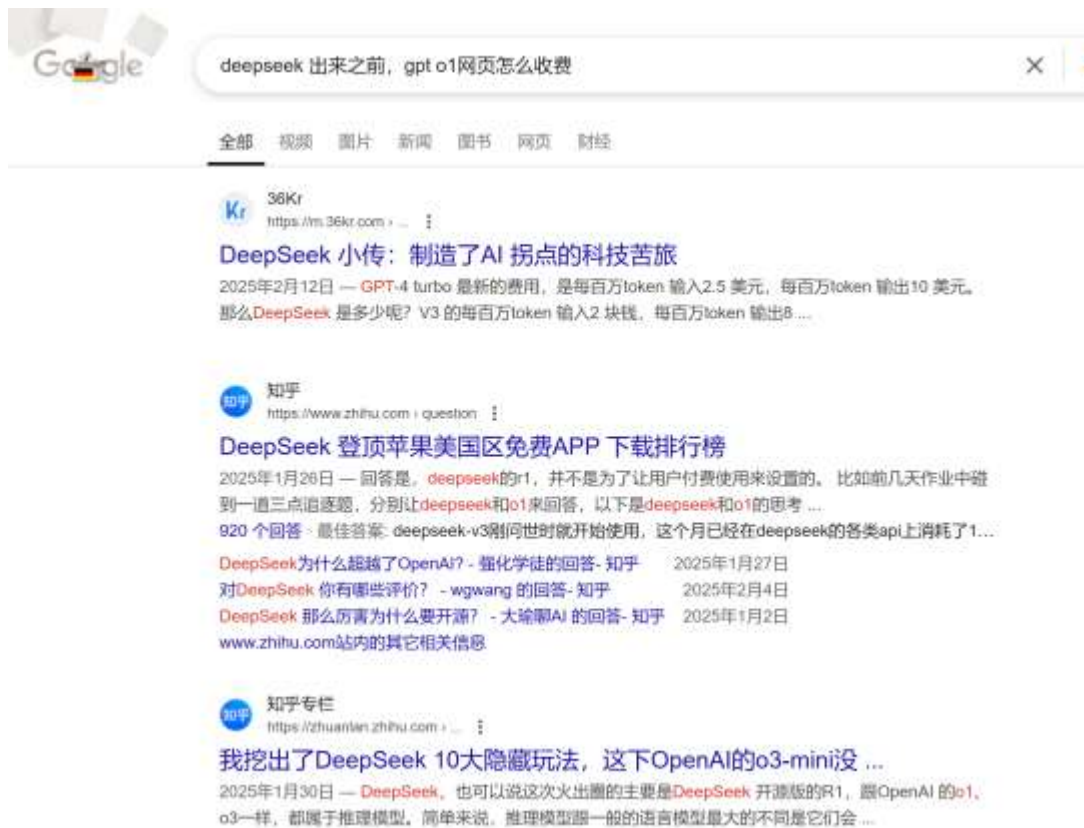 Google
deepseek 出来之前，gpt o1网页怎么收费
全部 视频 图片 新闻 图书 网页 财经
Kr 36Kr
https://m.36kr.com › ...
DeepSeek 小传：制造了AI 拐点的科技苦旅
2025年2月12日 — GPT-4 turbo 最新的费用，是每百万token 输入2.5 美元，每百万token 输出10 美元。
那么DeepSeek 是多少呢？V3 的每百万token 输入2 块钱，每百万token 输出8 ...
知乎 知乎
https://www.zhihu.com › question
DeepSeek 登顶苹果美国区免费APP 下载排行榜
2025年1月26日 — 回答是，deepseek的r1，并不是为了让用户付费使用来设置的。 比如前几天作业中碰
到一道三点追逐题，分别让deepseek和o1来回答，以下是deepseek和o1的思考 ...
920 个回答 · 最佳答案: deepseek-v3刚问世时就开始使用，这个月已经在deepseek的各类api上消耗了1...
DeepSeek为什么超越了OpenAI? - 强化学徒的回答- 知乎 2025年1月27日
对DeepSeek 你有哪些评价？ - wgwang 的回答- 知乎 2025年2月4日
DeepSeek 那么厉害为什么要开源？ - 大瑜聊AI 的回答- 知乎 2025年1月2日
www.zhihu.com站内的其它相关信息
知乎 知乎专栏
https://zhuanlan.zhihu.com › ...
我挖出了DeepSeek 10大隐藏玩法，这下OpenAI的o3-mini没 ...
2025年1月30日 — DeepSeek，也可以说这次火出圈的主要是DeepSeek 开源版的R1，跟OpenAI 的o1、
o3一样，都属于推理模型。简单来说，推理模型跟一般的语言模型最大的不同是它们会 ...